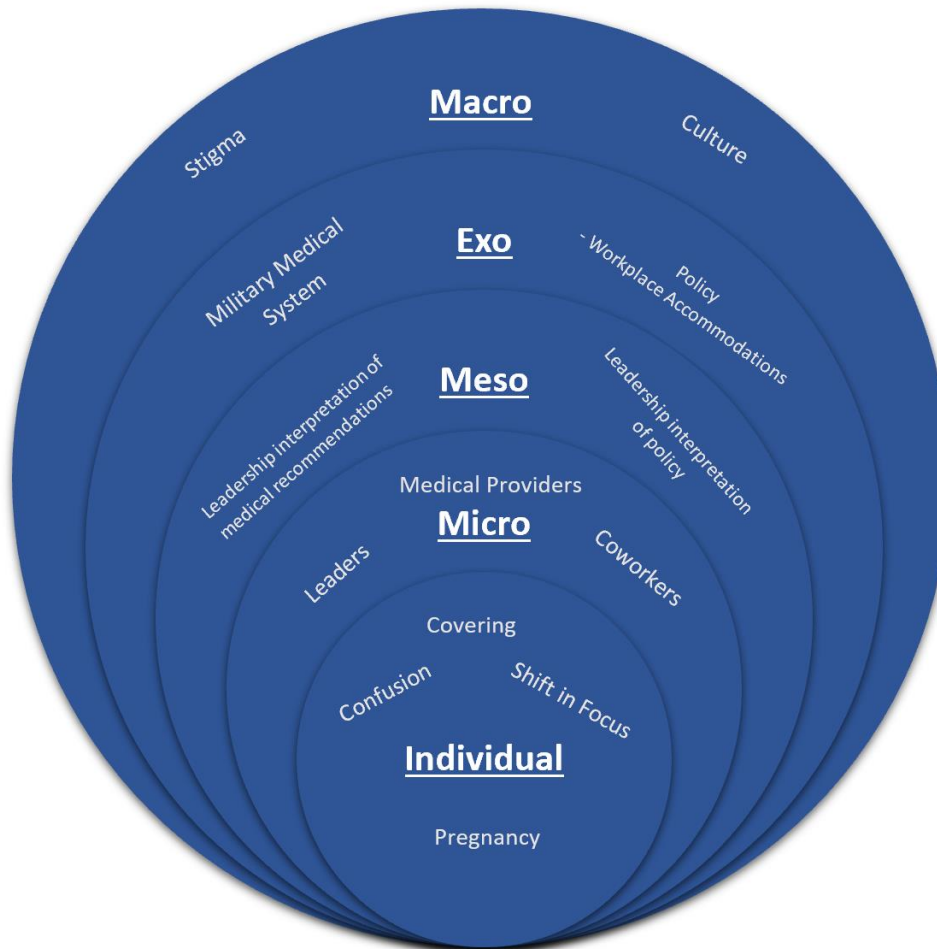 Macro
Stigma
Culture
Exo
Military Medical
System
Policy
- Workplace Accommodations
Meso
Leadership interpretation of
medical recommendations
Leadership interpretation
of policy
Medical Providers
Micro
Leaders
Coworkers
Covering
Confusion
Shift in Focus
Individual
Pregnancy